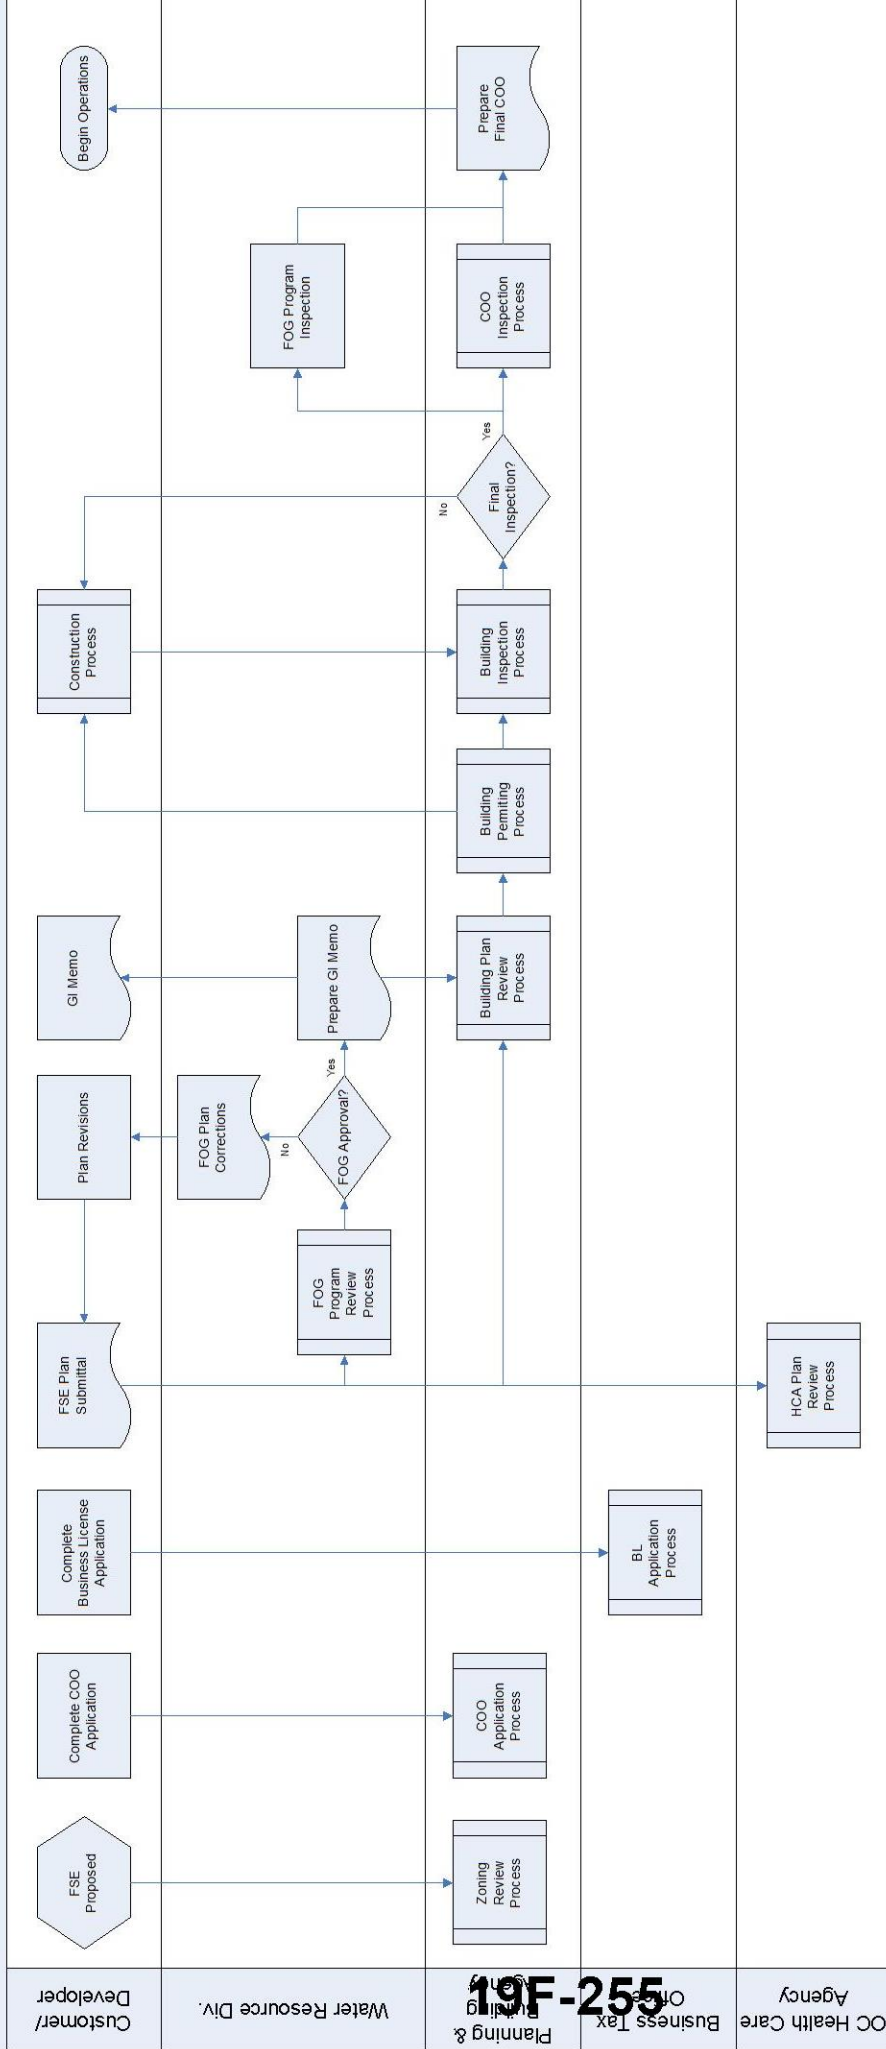 Customer/
Developer
Water Resource Div.
Planning &
Building
Agency
Business Tax
Office
OC Health Care
Agency
19F-255
FSE
Proposed
Zoning
Review
Process
Complete COO
Application
COO
Application
Process
Complete
Business License
Application
BL
Application
Process
FSE Plan
Submittal
HCA Plan
Review
Process
FOG
Program
Review
Process
FOG Approval?
No
Yes
FOG Plan
Corrections
Plan Revisions
Prepare GI Memo
GI Memo
Building Plan
Review
Process
Building
Permiting
Process
Construction
Process
Building
Inspection
Process
Final
Inspection?
No
Yes
FOG Program
Inspection
COO
Inspection
Process
Prepare
Final COO
Begin Operations